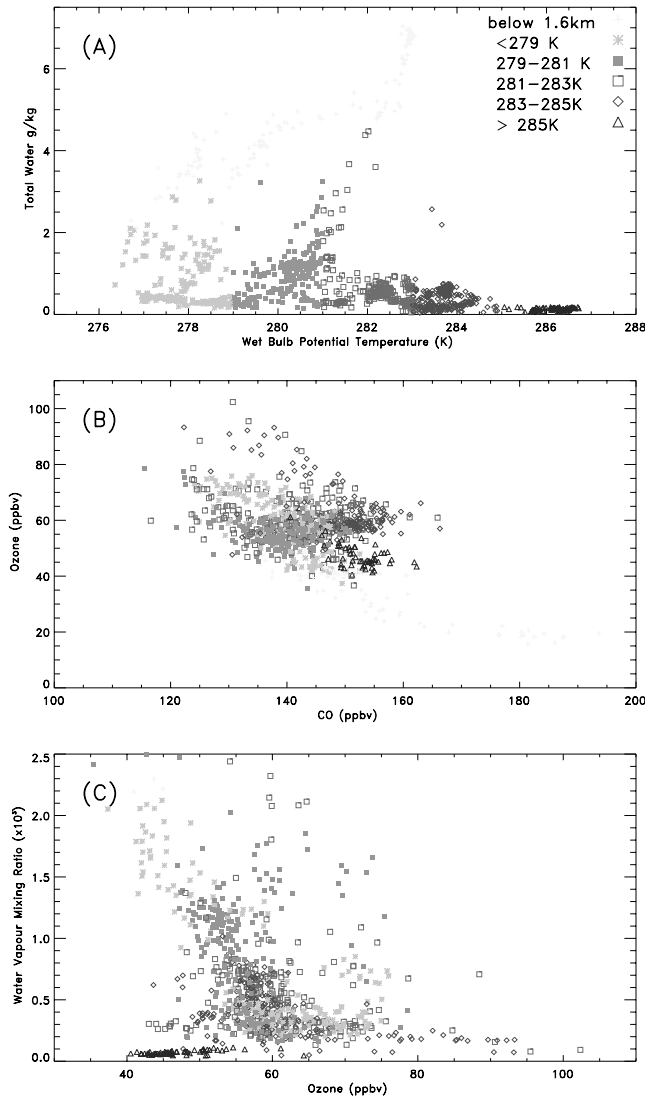 (A)
below 1.6km
<279 K
279-281 K
281-283K
283-285K
> 285K
Total Water g/kg
6
4
2
0
276 278 280 282 284 286 288
Wet Bulb Potential Temperature (K)
(B)
Ozone (ppbv)
100
80
60
40
20
0
100 120 140 160 180 200
CO (ppbv)
(C)
Water Vapour Mixing Ratio (x10³)
2.5
2.0
1.5
1.0
0.5
0.0
40 60 80 100
Ozone (ppbv)